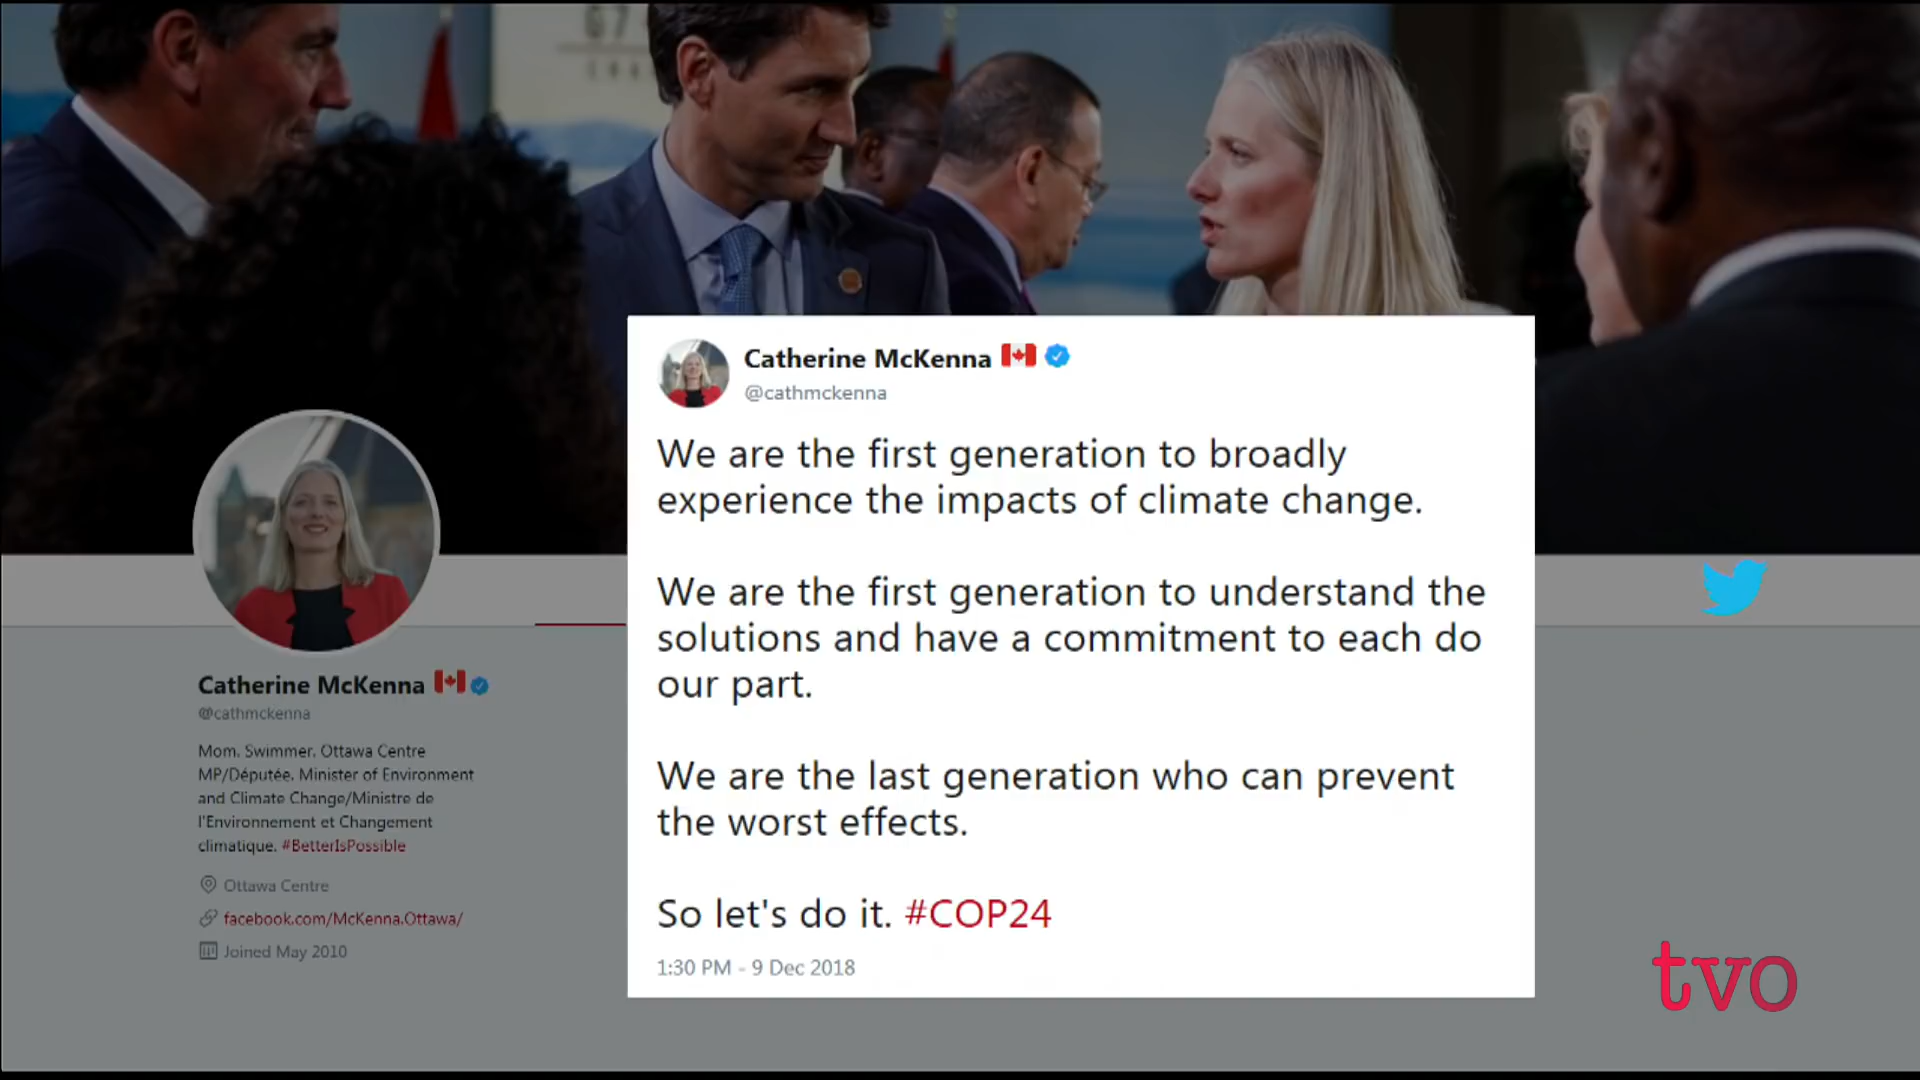 G7
Catherine McKenna
@cathmckenna
We are the first generation to broadly
experience the impacts of climate change.
We are the first generation to understand the
solutions and have a commitment to each do
our part.
We are the last generation who can prevent
the worst effects.
So let's do it. #COP24
1:30 PM - 9 Dec 2018
Catherine McKenna
@cathmckenna
Mom. Swimmer. Ottawa Centre
MP/Députée. Minister of Environment
and Climate Change/Ministre de
l'Environnement et Changement
climatique. #BetterIsPossible
Ottawa Centre
facebook.com/McKenna.Ottawa/
Joined May 2010
tvo